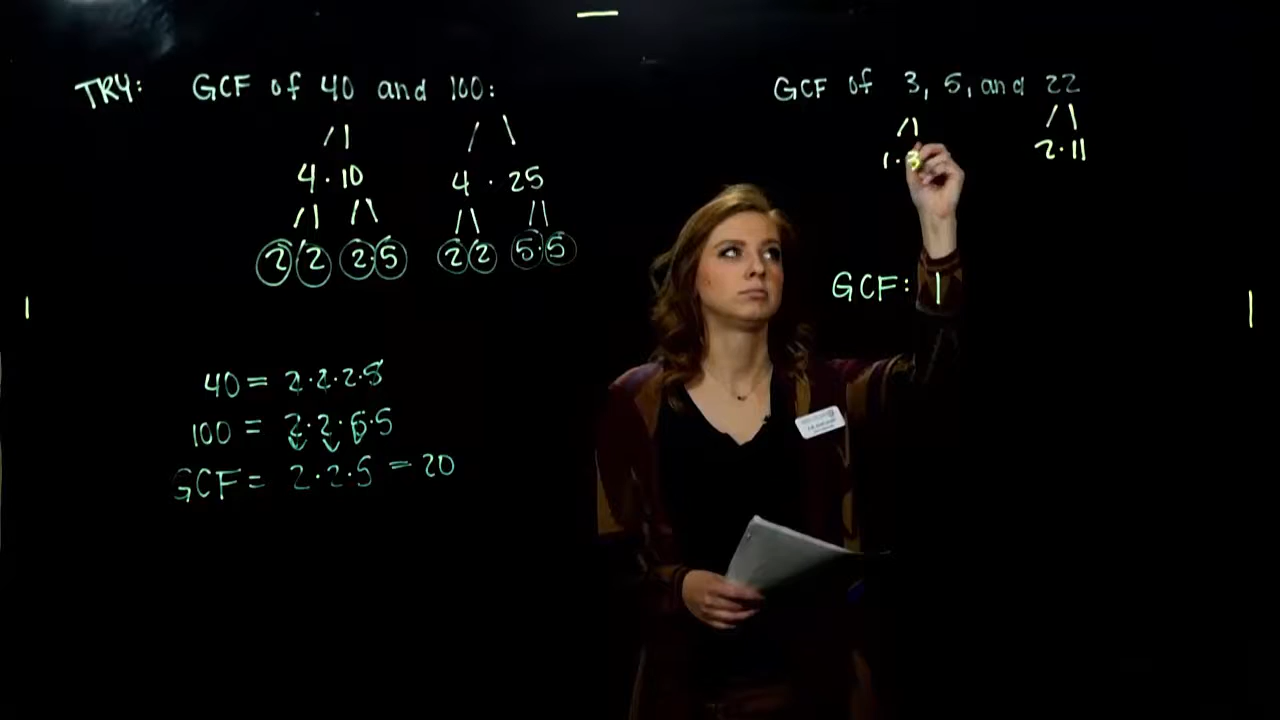 TRY: GCF of 40 and 100:
4 · 10
4 · 25
2 · 2 2 · 5
2 2 5 · 5
40 = 2 · 2 · 2 · 5
100 = 2 · 2 · 5 · 5
GCF = 2 · 2 · 5 = 20
GCF of 3, 5, and 22
1 · 3
2 · 11
GCF: 1